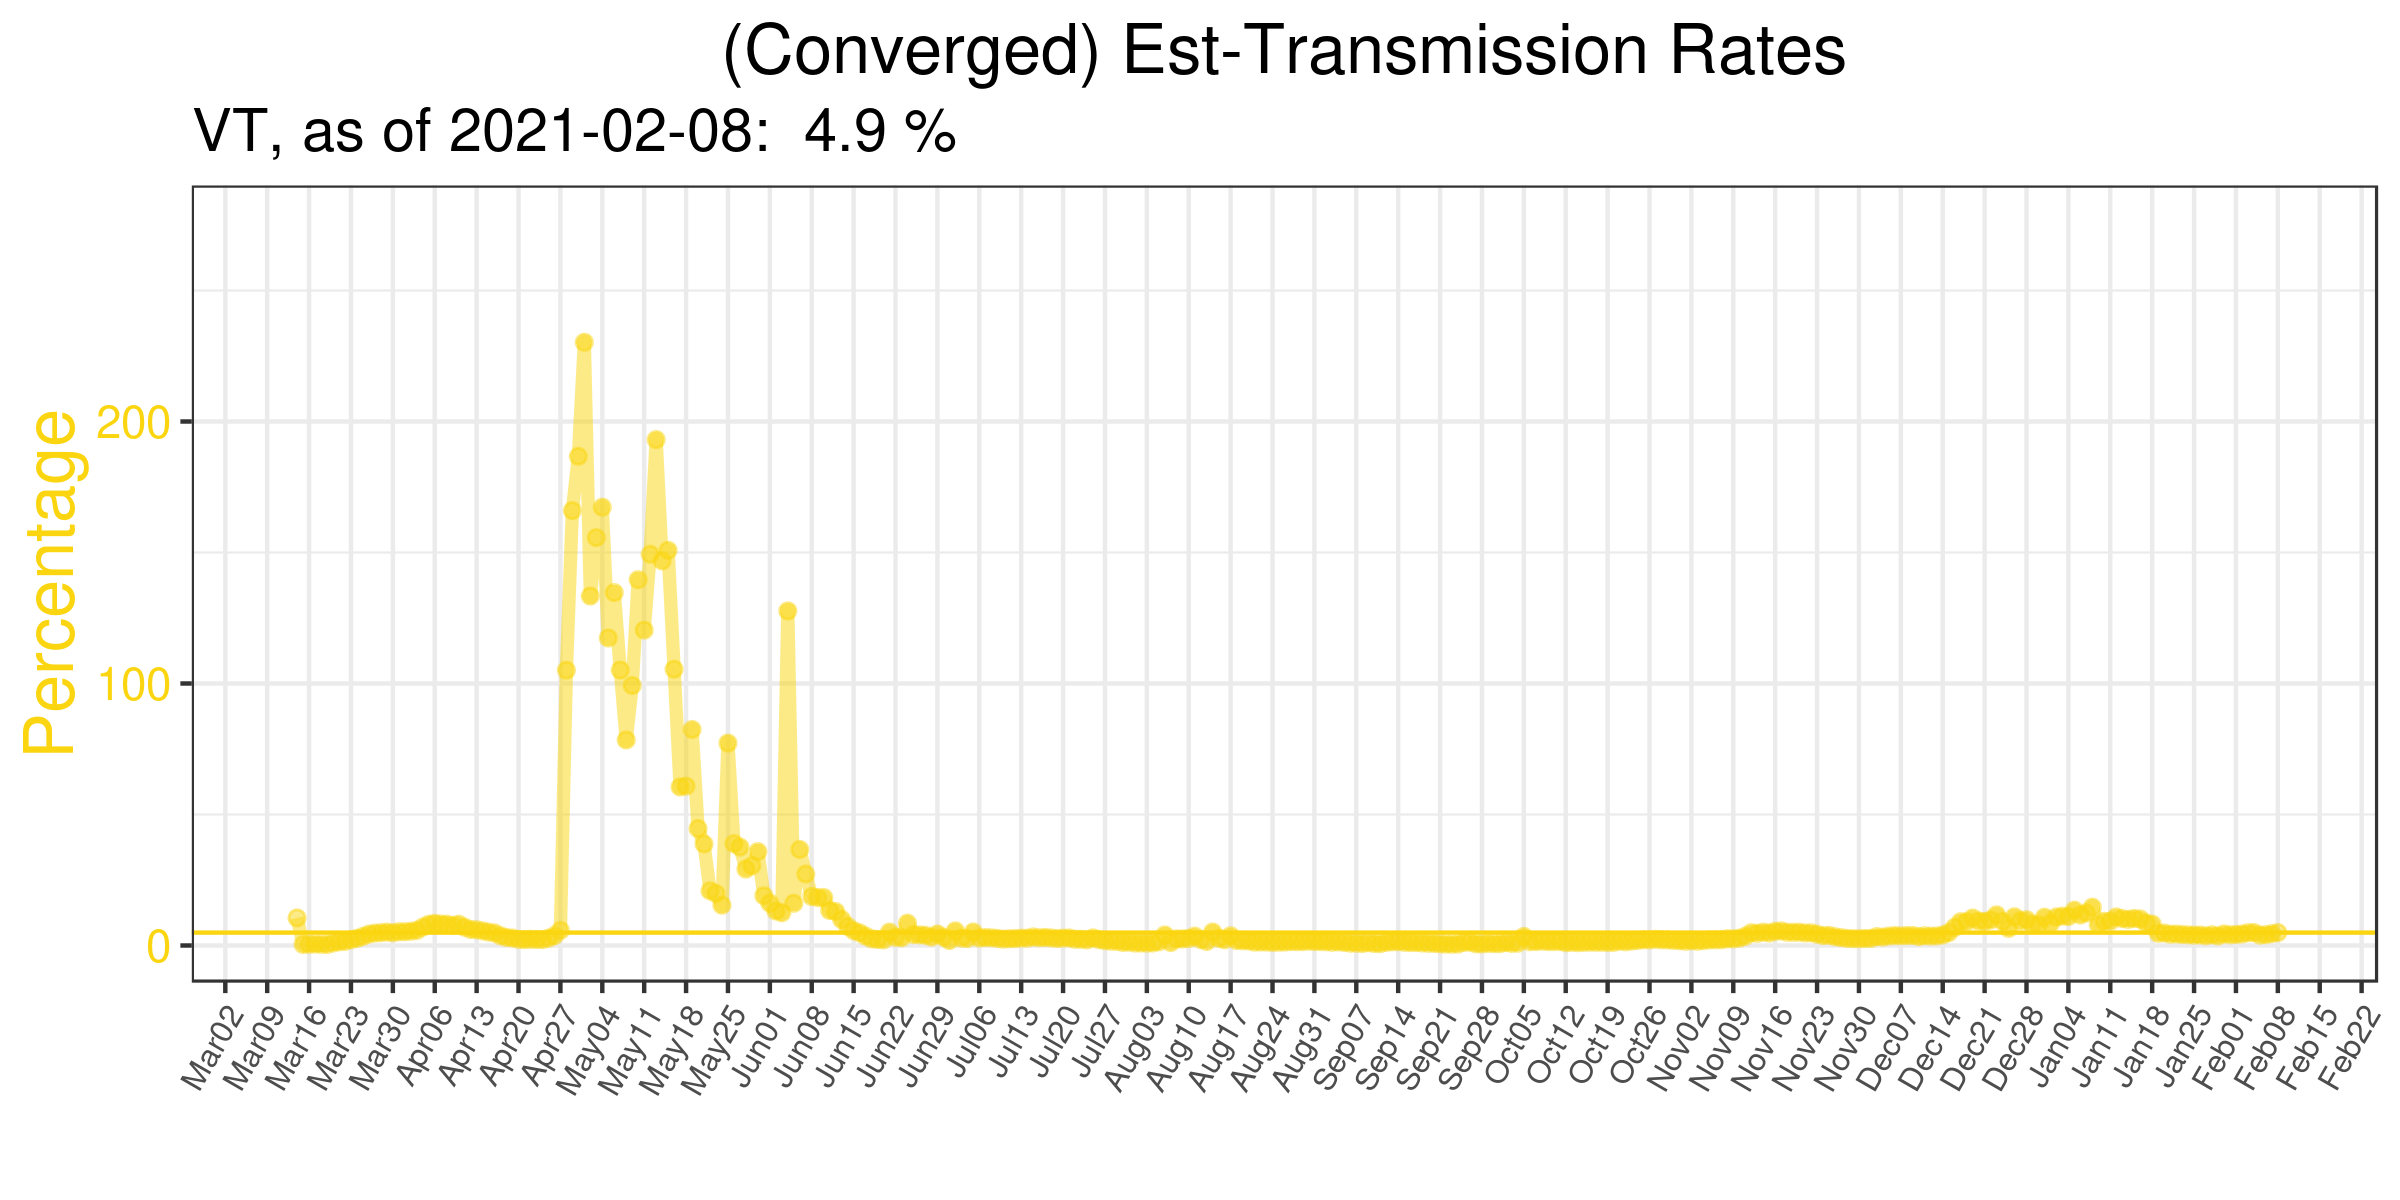 (Converged) Est-Transmission Rates
VT, as of 2021-02-08:  4.9 %
Percentage
200
100
0
Mar02 Mar09 Mar16 Mar23 Mar30 Apr06 Apr13 Apr20 Apr27 May04 May11 May18 May25 Jun01 Jun08 Jun15 Jun22 Jun29 Jul06 Jul13 Jul20 Jul27 Aug03 Aug10 Aug17 Aug24 Aug31 Sep07 Sep14 Sep21 Sep28 Oct05 Oct12 Oct19 Oct26 Nov02 Nov09 Nov16 Nov23 Nov30 Dec07 Dec14 Dec21 Dec28 Jan04 Jan11 Jan18 Jan25 Feb01 Feb08 Feb15 Feb22